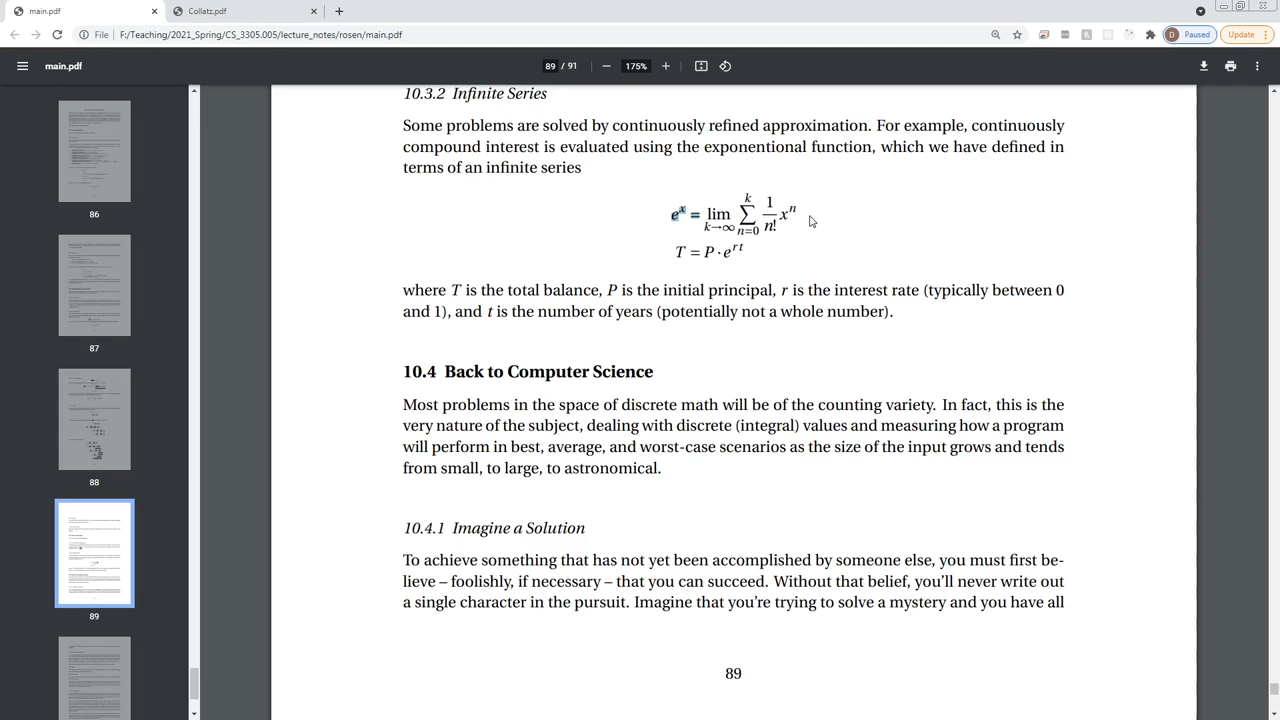 main.pdf
Collatz.pdf
File F:/Teaching/2021_Spring/CS_3305.005/lecture_notes/rosen/main.pdf
D Paused Update
main.pdf
89 / 91
175%
86
87
88
89
10.3.2 Infinite Series
Some problems are solved by continuously refined approximation. For example, continuously
compound interest is evaluated using the exponential function, which we have defined in
terms of an infinite series
e^x = lim_{k→∞} ∑_{n=0}^{k} 1/n! x^n
T = P · e^{rt}
where T is the total balance, P is the initial principal, r is the interest rate (typically between 0
and 1), and t is the number of years (potentially not a whole number).
10.4 Back to Computer Science
Most problems in the space of discrete math will be of the counting variety. In fact, this is the
very nature of the subject, dealing with discrete (integral) values and measuring how a program
will perform in best, average, and worst-case scenarios as the size of the input grows and tends
from small, to large, to astronomical.
10.4.1 Imagine a Solution
To achieve something that has not yet been accomplished by someone else, you must first be-
lieve – foolishly, if necessary – that you can succeed. Without that belief, you'll never write out
a single character in the pursuit. Imagine that you're trying to solve a mystery and you have all
89